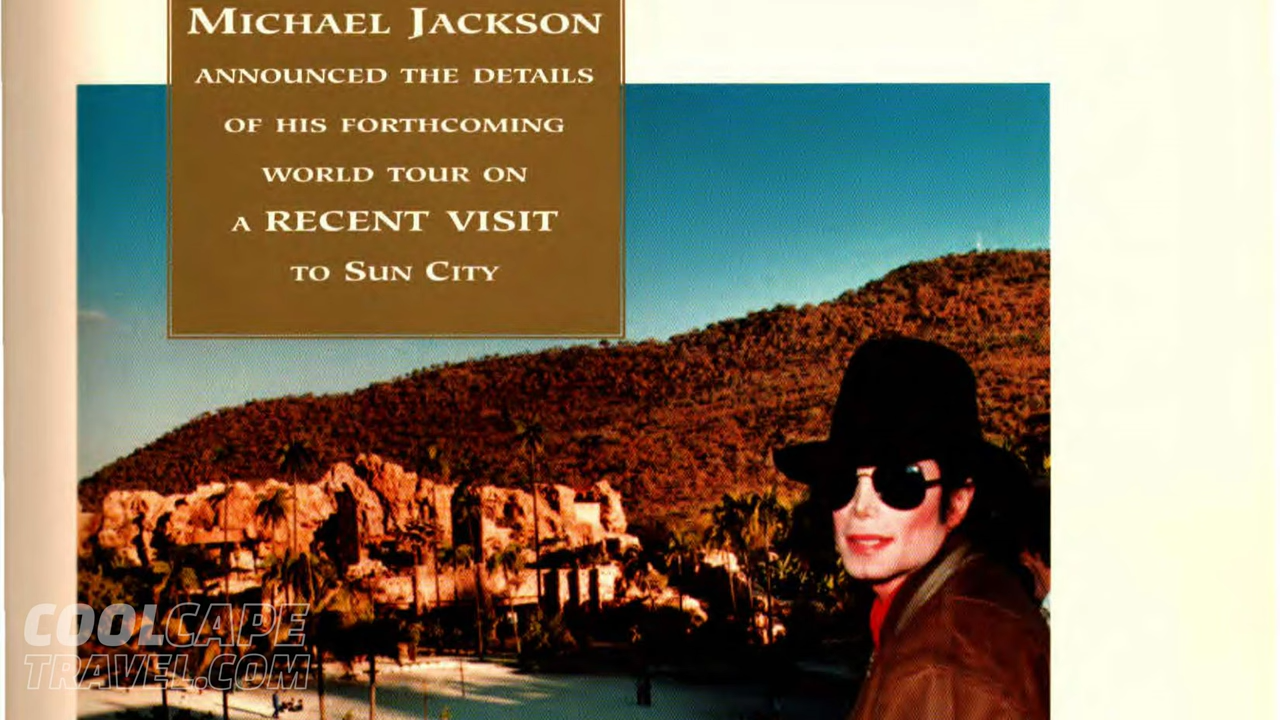 MICHAEL JACKSON
ANNOUNCED THE DETAILS
OF HIS FORTHCOMING
WORLD TOUR ON
A RECENT VISIT
TO SUN CITY
COOLCAPE
TRAVEL.COM